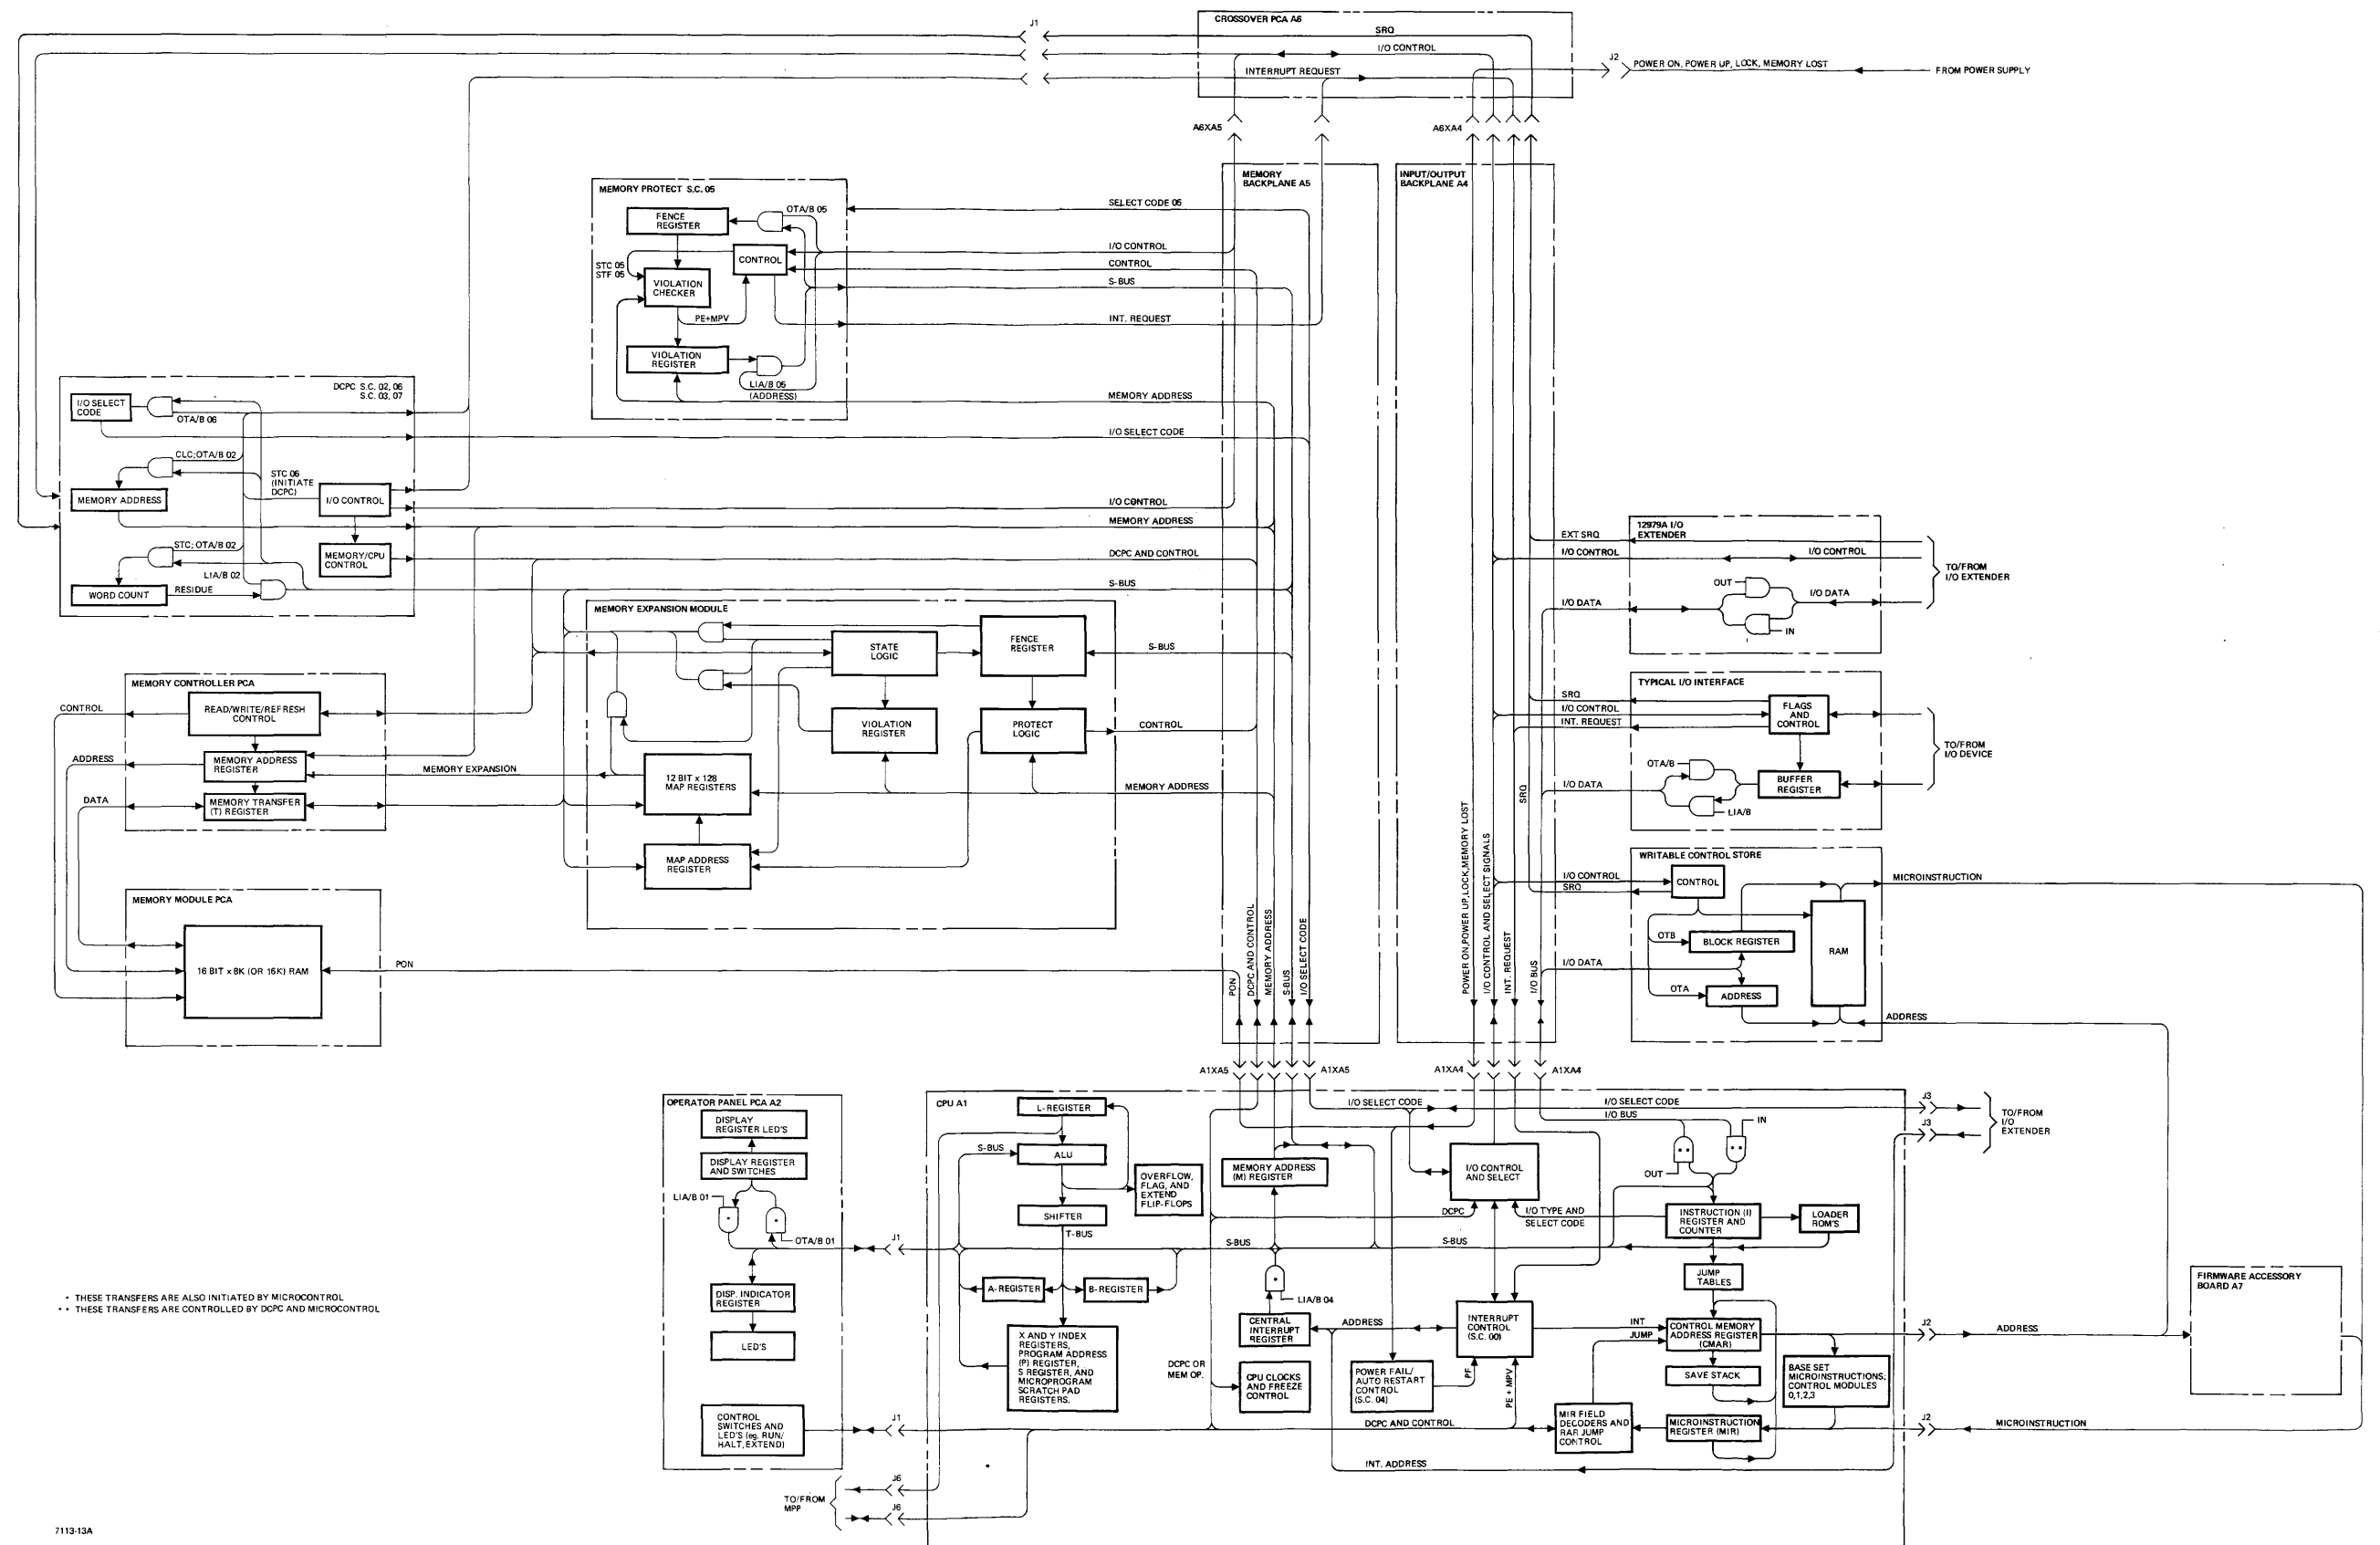 CROSSOVER PCA A6
J1
SRQ
I/O CONTROL
INTERRUPT REQUEST
J2
POWER ON, POWER UP, LOCK, MEMORY LOST
FROM POWER SUPPLY
A6XA5
A6XA4
MEMORY
BACKPLANE A5
INPUT/OUTPUT
BACKPLANE A4
MEMORY PROTECT S.C. 05
FENCE
REGISTER
OTA/B 05
CONTROL
STC 05
STF 05
VIOLATION
CHECKER
PE+MPV
VIOLATION
REGISTER
LIA/B 05
(ADDRESS)
SELECT CODE 05
I/O CONTROL
CONTROL
S-BUS
INT. REQUEST
MEMORY ADDRESS
DCPC S.C. 02, 06
S.C. 03, 07
I/O SELECT
CODE
OTA/B 06
CLC;OTA/B 02
MEMORY ADDRESS
STC 06
(INITIATE
DCPC)
I/O CONTROL
STC; OTA/B 02
MEMORY/CPU
CONTROL
LIA/B 02
WORD COUNT
RESIDUE
I/O SELECT CODE
I/O CONTROL
MEMORY ADDRESS
DCPC AND CONTROL
S-BUS
MEMORY EXPANSION MODULE
STATE
LOGIC
FENCE
REGISTER
S-BUS
VIOLATION
REGISTER
PROTECT
LOGIC
CONTROL
12 BIT x 128
MAP REGISTERS
MEMORY ADDRESS
MAP ADDRESS
REGISTER
MEMORY EXPANSION
MEMORY CONTROLLER PCA
CONTROL
READ/WRITE/REFRESH
CONTROL
ADDRESS
MEMORY ADDRESS
REGISTER
DATA
MEMORY TRANSFER
(T) REGISTER
MEMORY MODULE PCA
16 BIT x 8K (OR 16K) RAM
PON
PON
DCPC AND CONTROL
MEMORY ADDRESS
S-BUS
I/O SELECT CODE
POWER ON,POWER UP,LOCK,MEMORY LOST
I/O CONTROL AND SELECT SIGNALS
INT. REQUEST
SRQ
I/O BUS
12979A I/O
EXTENDER
EXT SRQ
I/O CONTROL
I/O CONTROL
OUT
I/O DATA
I/O DATA
IN
TO/FROM
I/O EXTENDER
TYPICAL I/O INTERFACE
SRQ
I/O CONTROL
INT. REQUEST
FLAGS
AND
CONTROL
OTA/B
I/O DATA
BUFFER
REGISTER
LIA/B
TO/FROM
I/O DEVICE
WRITABLE CONTROL STORE
I/O CONTROL
SRQ
CONTROL
MICROINSTRUCTION
OTB
BLOCK REGISTER
RAM
I/O DATA
OTA
ADDRESS
ADDRESS
A1XA5
A1XA5
A1XA4
A1XA4
OPERATOR PANEL PCA A2
DISPLAY
REGISTER LED'S
DISPLAY REGISTER
AND SWITCHES
LIA/B 01
OTA/B 01
DISP. INDICATOR
REGISTER
LED'S
CONTROL
SWITCHES AND
LED'S (eg. RUN/
HALT, EXTEND)
J1
J1
J6
J6
TO/FROM
MPP
CPU A1
L-REGISTER
S-BUS
ALU
OVERFLOW,
FLAG, AND
EXTEND
FLIP-FLOPS
SHIFTER
T-BUS
A-REGISTER
B-REGISTER
X AND Y INDEX
REGISTERS,
PROGRAM ADDRESS
(P) REGISTER,
S REGISTER, AND
MICROPROGRAM
SCRATCH PAD
REGISTERS.
I/O SELECT CODE
I/O SELECT CODE
I/O BUS
MEMORY ADDRESS
(M) REGISTER
I/O CONTROL
AND SELECT
OUT
IN
DCPC
I/O TYPE AND
SELECT CODE
INSTRUCTION (I)
REGISTER AND
COUNTER
LOADER
ROM'S
S-BUS
S-BUS
LIA/B 04
CENTRAL
INTERRUPT
REGISTER
ADDRESS
INTERRUPT
CONTROL
(S.C. 00)
INT
JUMP
JUMP
TABLES
CONTROL MEMORY
ADDRESS REGISTER
(CMAR)
SAVE STACK
BASE SET
MICROINSTRUCTIONS;
CONTROL MODULES
0,1,2,3
DCPC OR
MEM OP.
CPU CLOCKS
AND FREEZE
CONTROL
POWER FAIL/
AUTO RESTART
CONTROL
(S.C. 04)
PF
PE + MPV
DCPC AND CONTROL
MIR FIELD
DECODERS AND
RAR JUMP
CONTROL
MICROINSTRUCTION
REGISTER (MIR)
INT. ADDRESS
J3
J3
TO/FROM
I/O
EXTENDER
J2
ADDRESS
J2
MICROINSTRUCTION
FIRMWARE ACCESSORY
BOARD A7
* THESE TRANSFERS ARE ALSO INITIATED BY MICROCONTROL
** THESE TRANSFERS ARE CONTROLLED BY DCPC AND MICROCONTROL
7113-13A